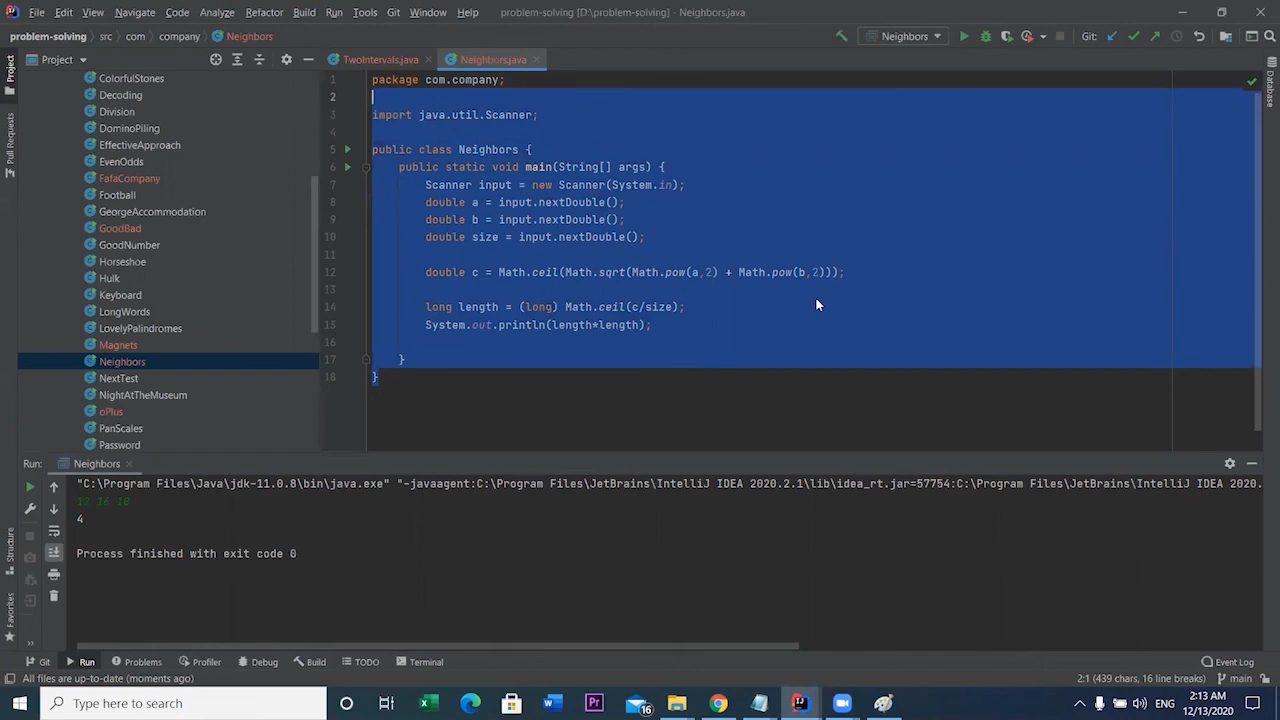 File Edit View Navigate Code Analyze Refactor Build Run Tools Git Window Help problem-solving [D:\problem-solving] - Neighbors.java
problem-solving src com company Neighbors Neighbors Git:
Project TwoIntervals.java Neighbors.java
Project
Pull Requests
Structure
Favorites
Database
ColorfulStones
Decoding
Division
DominoPiling
EffectiveApproach
EvenOdds
FafaCompany
Football
GeorgeAccommodation
GoodBad
GoodNumber
Horseshoe
Hulk
Keyboard
LongWords
LovelyPalindromes
Magnets
Neighbors
NextTest
NightAtTheMuseum
oPlus
PanScales
Password
1 package com.company;
2
3 import java.util.Scanner;
4
5 public class Neighbors {
6 public static void main(String[] args) {
7 Scanner input = new Scanner(System.in);
8 double a = input.nextDouble();
9 double b = input.nextDouble();
10 double size = input.nextDouble();
11
12 double c = Math.ceil(Math.sqrt(Math.pow(a,2) + Math.pow(b,2)));
13
14 long length = (long) Math.ceil(c/size);
15 System.out.println(length*length);
16
17 }
18 }
Run: Neighbors
"C:\Program Files\Java\jdk-11.0.8\bin\java.exe" "-javaagent:C:\Program Files\JetBrains\IntelliJ IDEA 2020.2.1\lib\idea_rt.jar=57754:C:\Program Files\JetBrains\IntelliJ IDEA 2020.
12 16 10
4
Process finished with exit code 0
Git Run Problems Profiler Debug Build TODO Terminal Event Log
All files are up-to-date (moments ago) 2:1 (439 chars, 16 line breaks) main
Type here to search 16 ENG 2:13 AM
12/13/2020